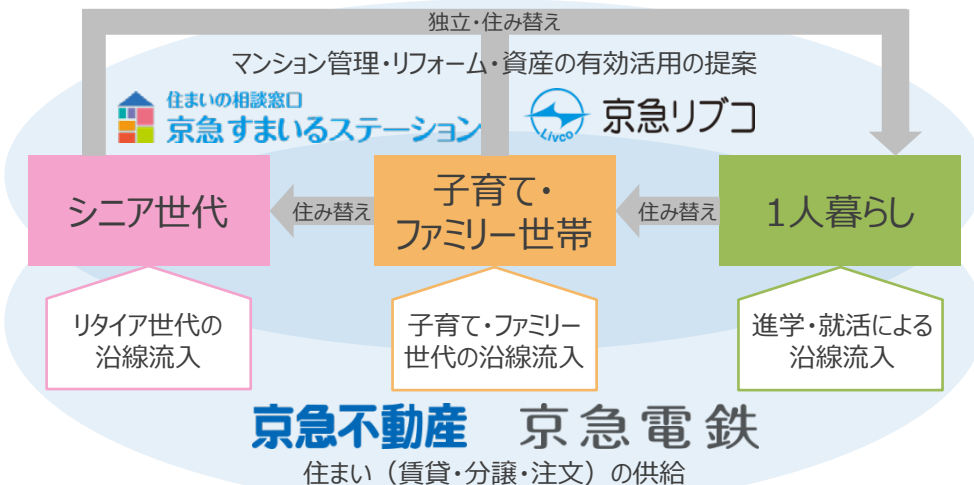 独立・住み替え
マンション管理・リフォーム・資産の有効活用の提案
住まいの相談窓口
京急すまいるステーション
Livco
京急リブコ
シニア世代
住み替え
子育て・
ファミリー世帯
住み替え
1人暮らし
リタイア世代の
沿線流入
子育て・ファミリー
世代の沿線流入
進学・就活による
沿線流入
京急不動産
京急電鉄
住まい（賃貸・分譲・注文）の供給